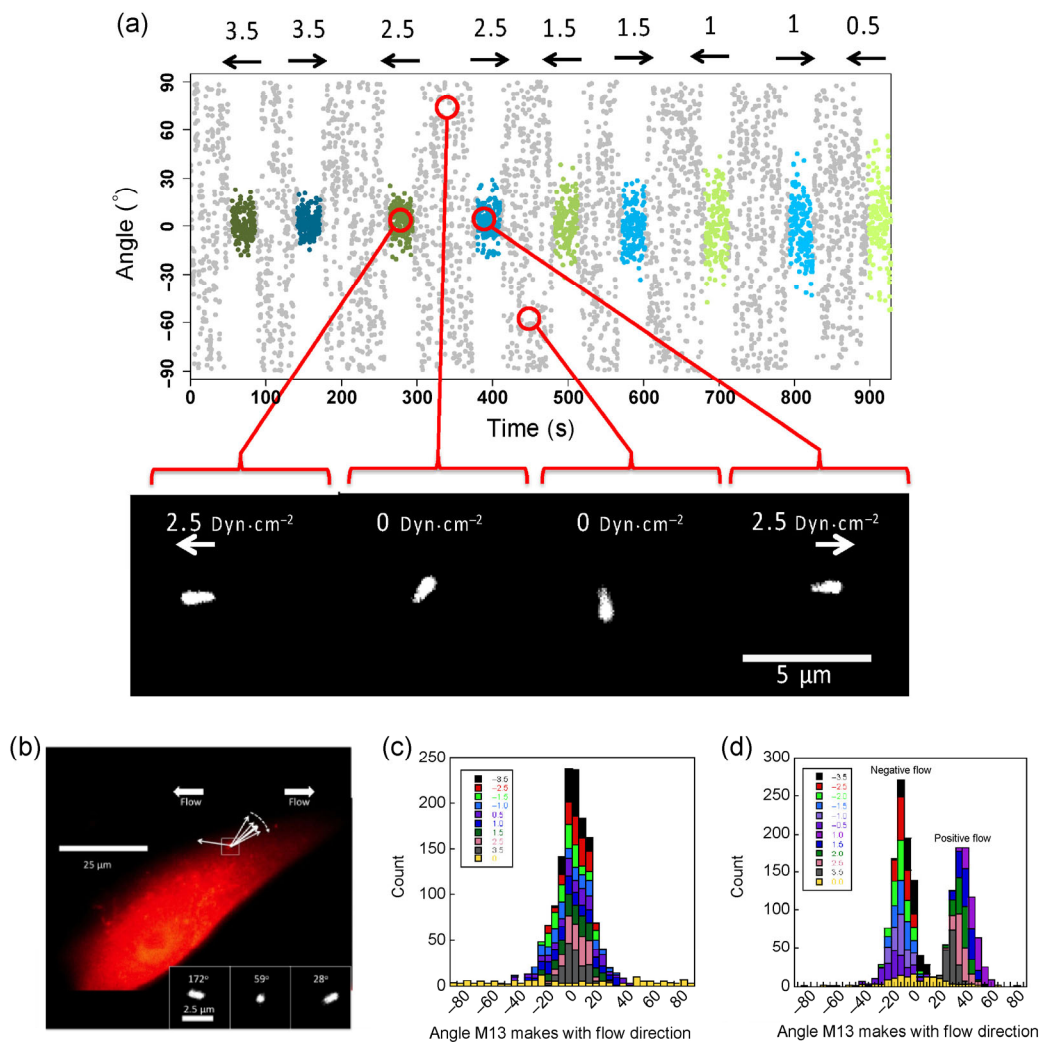 (a)
3.5 3.5 2.5 2.5 1.5 1.5 1 1 0.5
Angle (°)
90
60
30
0
−30
−60
−90
0 100 200 300 400 500 600 700 800 900
Time (s)
2.5 Dyn·cm⁻² 0 Dyn·cm⁻² 0 Dyn·cm⁻² 2.5 Dyn·cm⁻²
5 µm
(b)
Flow Flow
25 µm
172° 59° 28°
2.5 µm
(c)
Count
250
200
150
100
50
0
−3.5
−2.5
−1.5
−1.0
0.5
1.0
1.5
2.5
3.5
0
−80 −60 −40 −20 0 20 40 60 80
Angle M13 makes with flow direction
(d)
Count
300
250
200
150
100
50
0
Negative flow
Positive flow
−3.5
−2.5
−2.0
−1.5
−1.0
−0.5
1.0
1.5
2.0
2.5
3.5
0.0
−80 −60 −40 −20 0 20 40 60 80
Angle M13 makes with flow direction